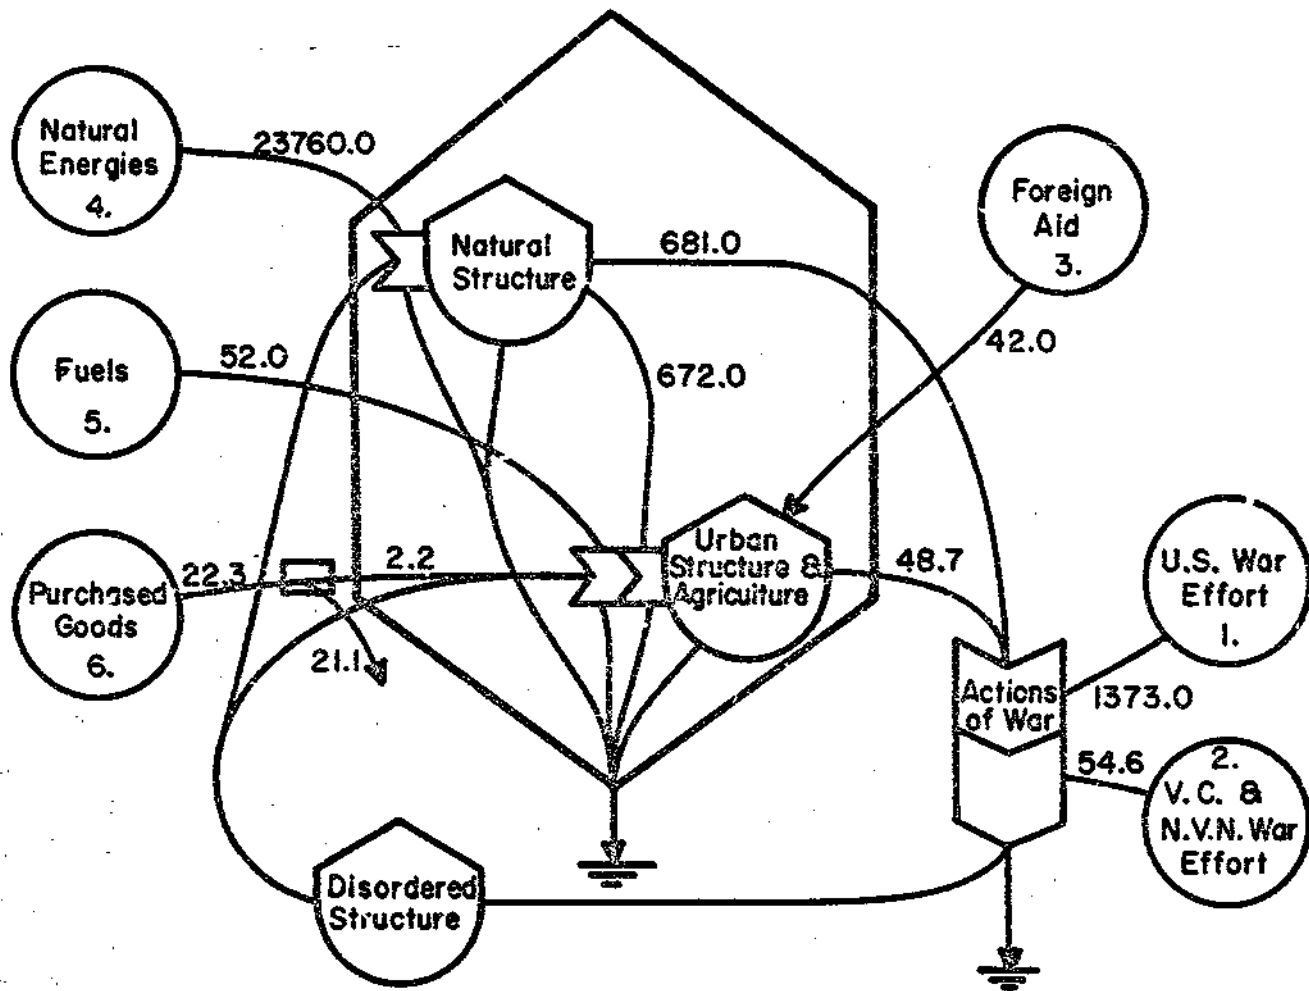 Natural
Energies
4.
23760.0
Natural
Structure
681.0
Foreign
Aid
3.
42.0
Fuels
5.
52.0
672.0
Purchased
Goods
6.
22.3
2.2
21.1
Urban
Structure &
Agriculture
48.7
U.S. War
Effort
1.
1373.0
Actions
of War
54.6
2.
V.C. &
N.V.N. War
Effort
Disordered
Structure